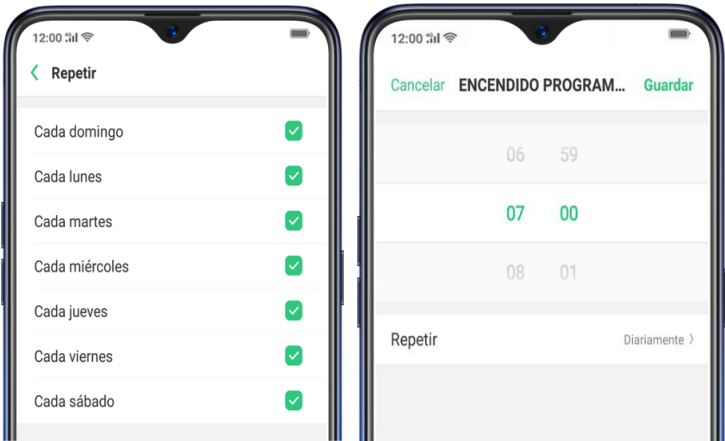 12:00
Repetir
Cada domingo
Cada lunes
Cada martes
Cada miércoles
Cada jueves
Cada viernes
Cada sábado
12:00
Cancelar ENCENDIDO PROGRAM... Guardar
06 59
07 00
08 01
Repetir Diariamente